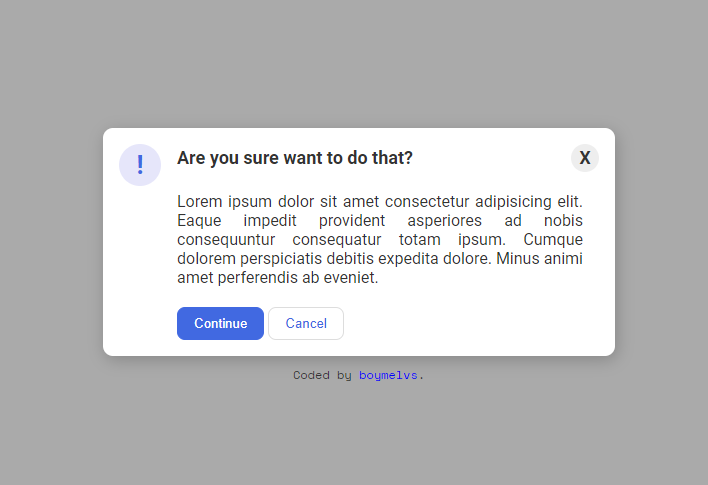 ! Are you sure want to do that? X
Lorem ipsum dolor sit amet consectetur adipisicing elit.
Eaque impedit provident asperiores ad nobis
consequuntur consequatur totam ipsum. Cumque
dolorem perspiciatis debitis expedita dolore. Minus animi
amet perferendis ab eveniet.
Continue Cancel
Coded by boymelvs.